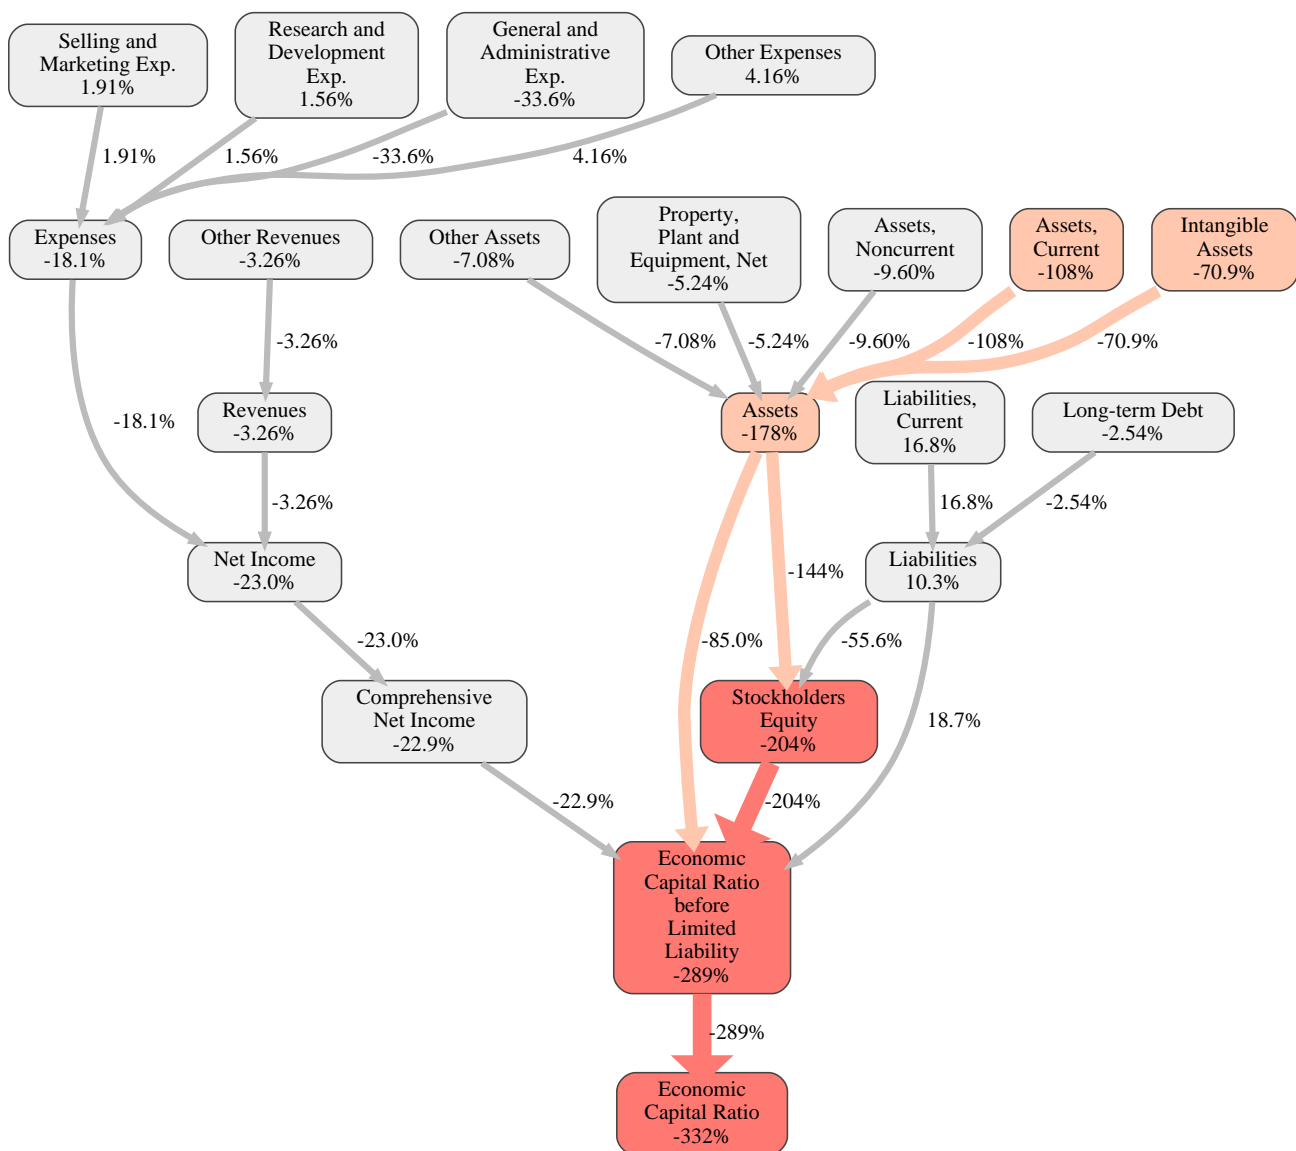 Selling and
Marketing Exp.
1.91%
Research and
Development
Exp.
1.56%
General and
Administrative
Exp.
-33.6%
Other Expenses
4.16%
1.91%
1.56%
-33.6%
4.16%
Expenses
-18.1%
Other Revenues
-3.26%
Other Assets
-7.08%
Property,
Plant and
Equipment, Net
-5.24%
Assets,
Noncurrent
-9.60%
Assets,
Current
-108%
Intangible
Assets
-70.9%
-3.26%
-7.08%
-5.24%
-9.60%
-108%
-70.9%
-18.1%
Revenues
-3.26%
Assets
-178%
Liabilities,
Current
16.8%
Long-term Debt
-2.54%
-3.26%
16.8%
-2.54%
Net Income
-23.0%
-144%
Liabilities
10.3%
-23.0%
-85.0%
-55.6%
Comprehensive
Net Income
-22.9%
Stockholders
Equity
-204%
18.7%
-22.9%
-204%
Economic
Capital Ratio
before
Limited
Liability
-289%
-289%
Economic
Capital Ratio
-332%